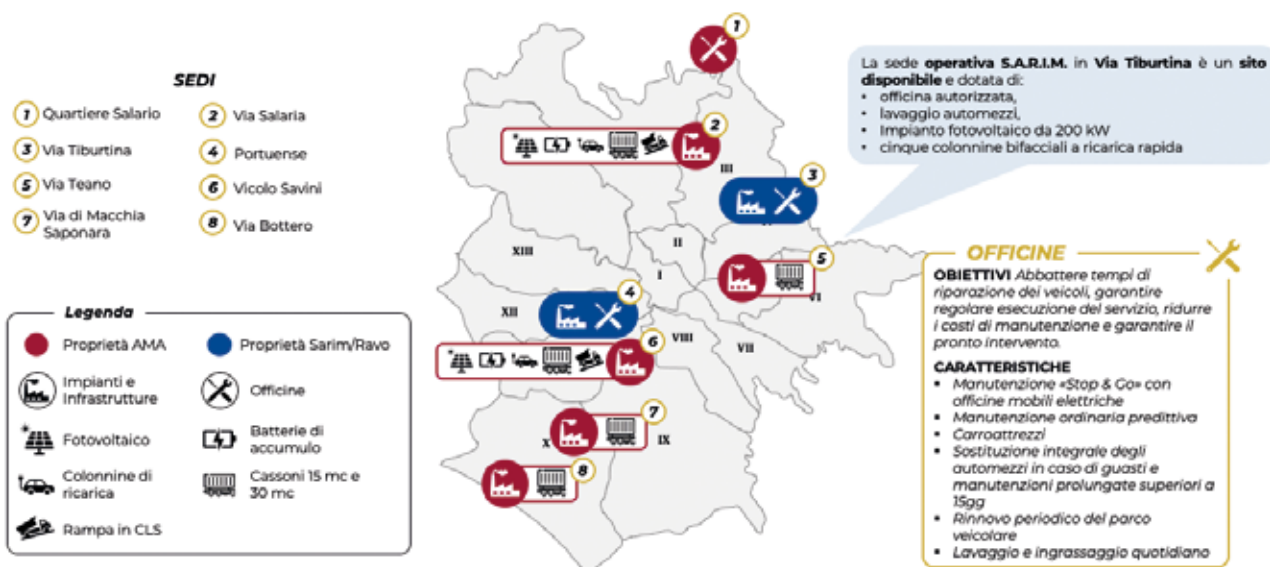 SEDI
1 Quartiere Salario
2 Via Salaria
3 Via Tiburtina
4 Portuense
5 Via Teano
6 Vicolo Savini
7 Via di Macchia
Saponara
8 Via Bottero
Legenda
Proprietà AMA
Proprietà Sarim/Ravo
Impianti e
Infrastrutture
Officine
Fotovoltaico
Batterie di
accumulo
Colonnine di
ricarica
Cassoni 15 mc e
30 mc
Rampa in CLS
1
2
III
3
XIII
II
I
5
VI
4
XII
6
VIII
VII
7
X
IX
8
La sede operativa S.A.R.I.M. in Via Tiburtina è un sito
disponibile e dotata di:
• officina autorizzata,
• lavaggio automezzi,
• Impianto fotovoltaico da 200 kW
• cinque colonnine bifacciali a ricarica rapida
OFFICINE
OBIETTIVI Abbattere tempi di
riparazione dei veicoli, garantire
regolare esecuzione del servizio, ridurre
i costi di manutenzione e garantire il
pronto intervento.
CARATTERISTICHE
▪ Manutenzione «Stop & Go» con
officine mobili elettriche
▪ Manutenzione ordinaria predittiva
▪ Carroattrezzi
▪ Sostituzione integrale degli
automezzi in caso di guasti e
manutenzioni prolungate superiori a
15gg
▪ Rinnovo periodico del parco
veicolare
▪ Lavaggio e ingrassaggio quotidiano